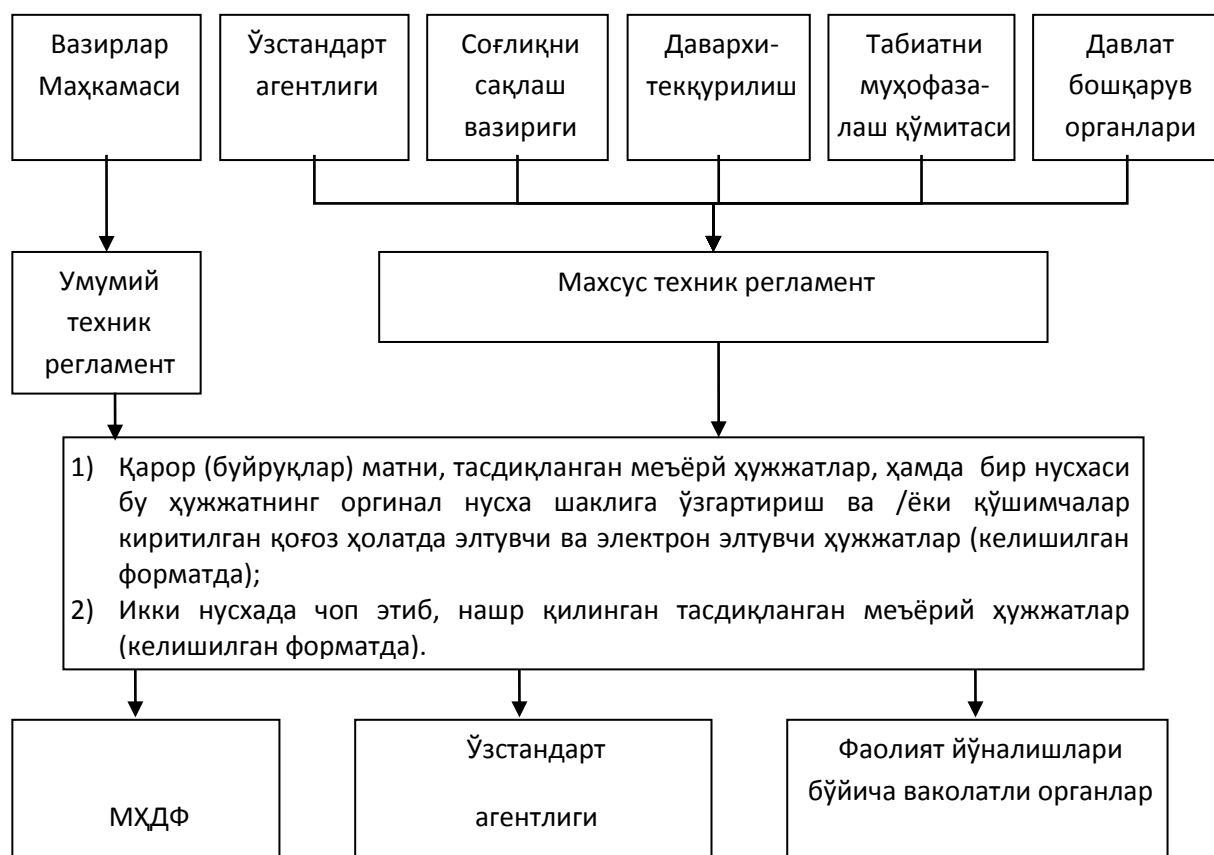 Вазирлар
Маҳкамаси
Ўзстандарт
агентлиги
Соғлиқни
сақлаш
вазириги
Давархи-
текқурилиш
Табиатни
муҳофаза-
лаш қўмитаси
Давлат
бошқарув
органлари
Умумий
техник
регламент
Махсус техник регламент
1) Қарор (буйруқлар) матни, тасдиқланган меъёрй ҳужжатлар, ҳамда бир нусхаси
бу ҳужжатнинг оргинал нусха шаклига ўзгартириш ва /ёки қўшимчалар
киритилган қоғоз ҳолатда элтувчи ва электрон элтувчи ҳужжатлар (келишилган
форматда);
2) Икки нусхада чоп этиб, нашр қилинган тасдиқланган меъёрий ҳужжатлар
(келишилган форматда).
МҲДФ
Ўзстандарт
агентлиги
Фаолият йўналишлари
бўйича ваколатли органлар